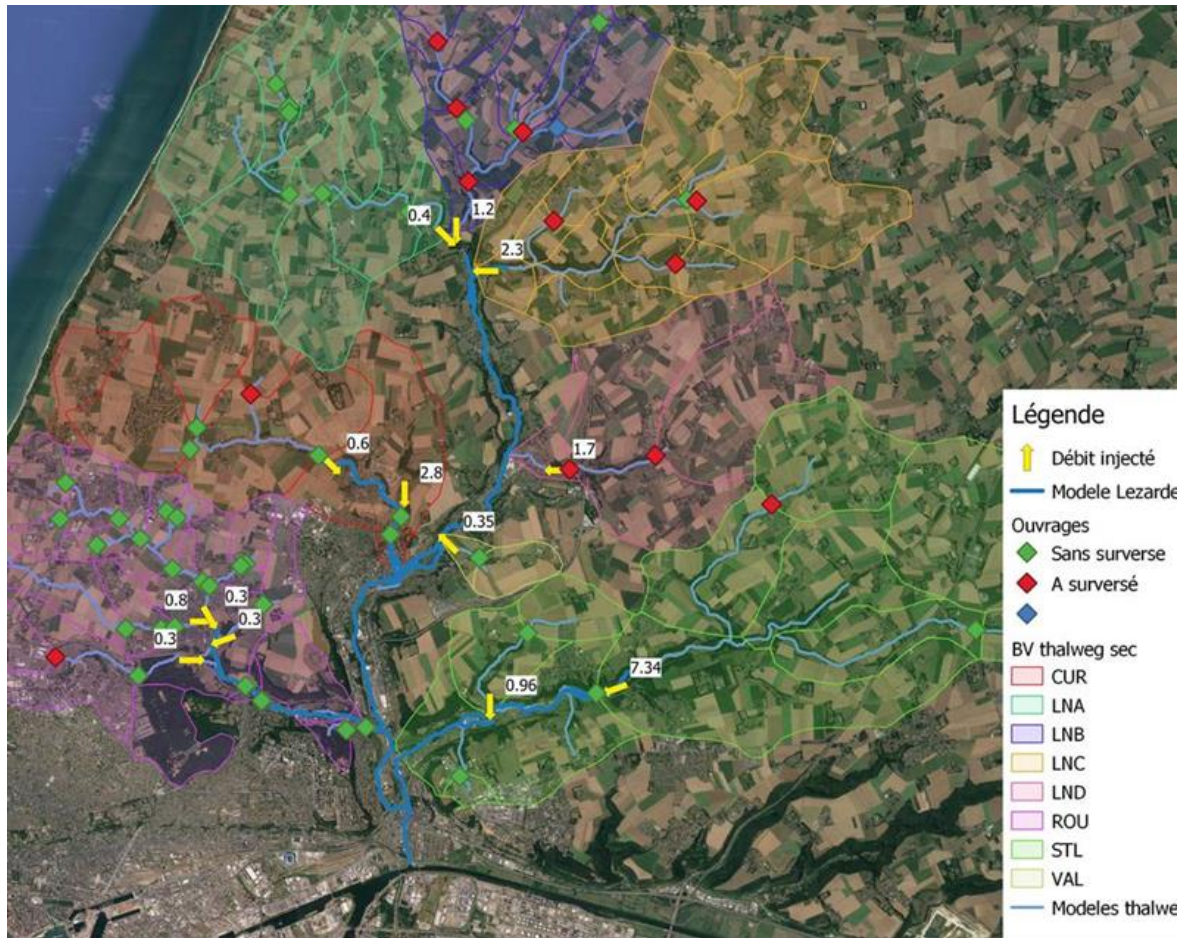 1.2
0.4
2.3
0.6
1.7
2.8
0.35
0.8
0.3
0.3
0.3
7.34
0.96
Légende
Débit injecté
Modele Lezarde
Ouvrages
Sans surverse
A surversé
BV thalweg sec
CUR
LNA
LNB
LNC
LND
ROU
STL
VAL
Modeles thalwe